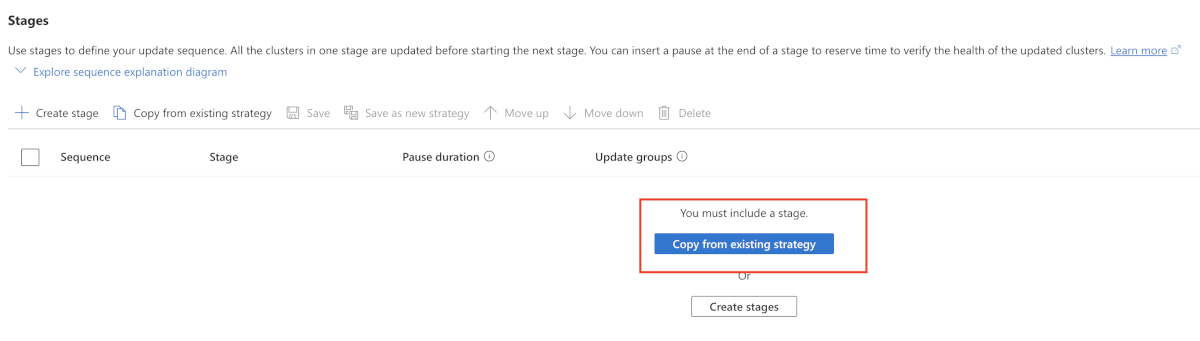 Stages
Use stages to define your update sequence. All the clusters in one stage are updated before starting the next stage. You can insert a pause at the end of a stage to reserve time to verify the health of the updated clusters. Learn more
Explore sequence explanation diagram
Create stage Copy from existing strategy Save Save as new strategy Move up Move down Delete
Sequence Stage Pause duration Update groups
You must include a stage.
Copy from existing strategy
Or
Create stages